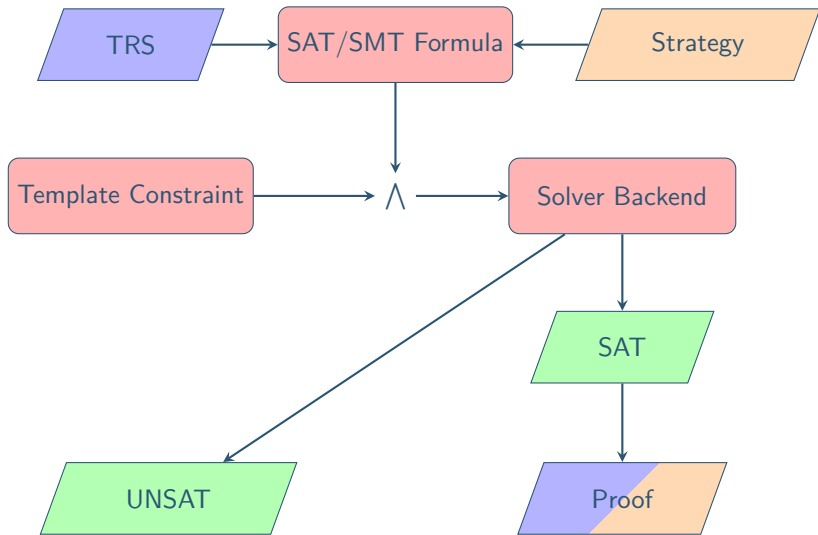 TRS
SAT/SMT Formula
Strategy
Template Constraint
⋀
Solver Backend
SAT
UNSAT
Proof